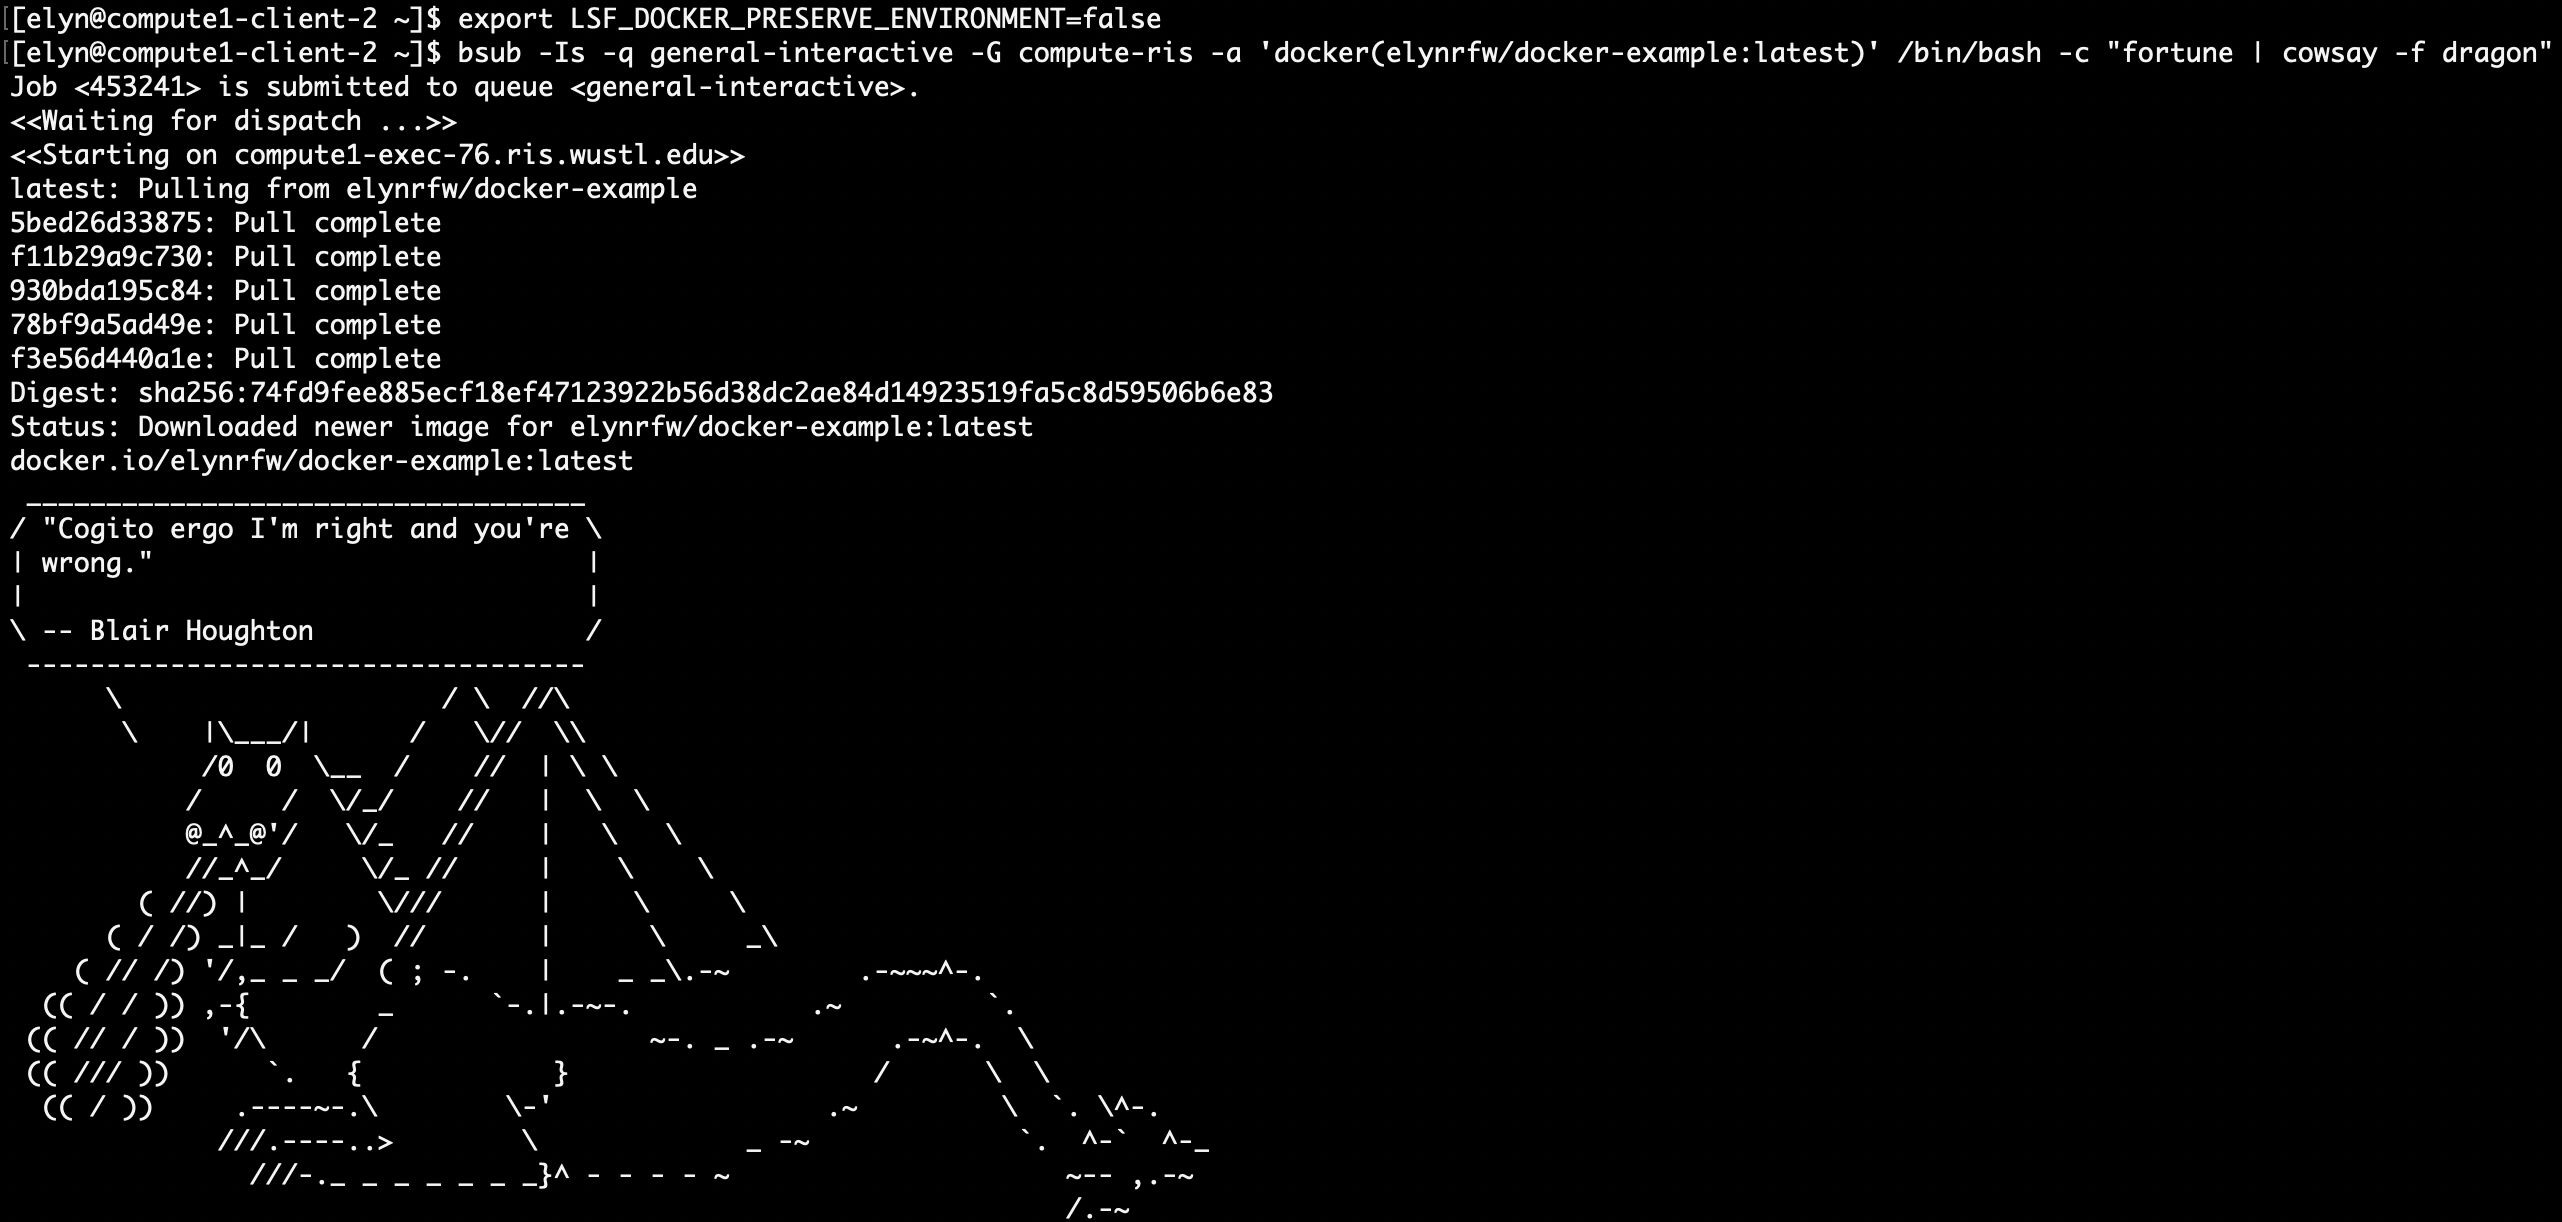 [elyn@compute1-client-2 ~]$ export LSF_DOCKER_PRESERVE_ENVIRONMENT=false
[elyn@compute1-client-2 ~]$ bsub -Is -q general-interactive -G compute-ris -a 'docker(elynrfw/docker-example:latest)' /bin/bash -c "fortune | cowsay -f dragon"
Job <453241> is submitted to queue <general-interactive>.
<<Waiting for dispatch ...>>
<<Starting on compute1-exec-76.ris.wustl.edu>>
latest: Pulling from elynrfw/docker-example
5bed26d33875: Pull complete
f11b29a9c730: Pull complete
930bda195c84: Pull complete
78bf9a5ad49e: Pull complete
f3e56d440a1e: Pull complete
Digest: sha256:74fd9fee885ecf18ef47123922b56d38dc2ae84d14923519fa5c8d59506b6e83
Status: Downloaded newer image for elynrfw/docker-example:latest
docker.io/elynrfw/docker-example:latest
"Cogito ergo I'm right and you're
wrong."
-- Blair Houghton